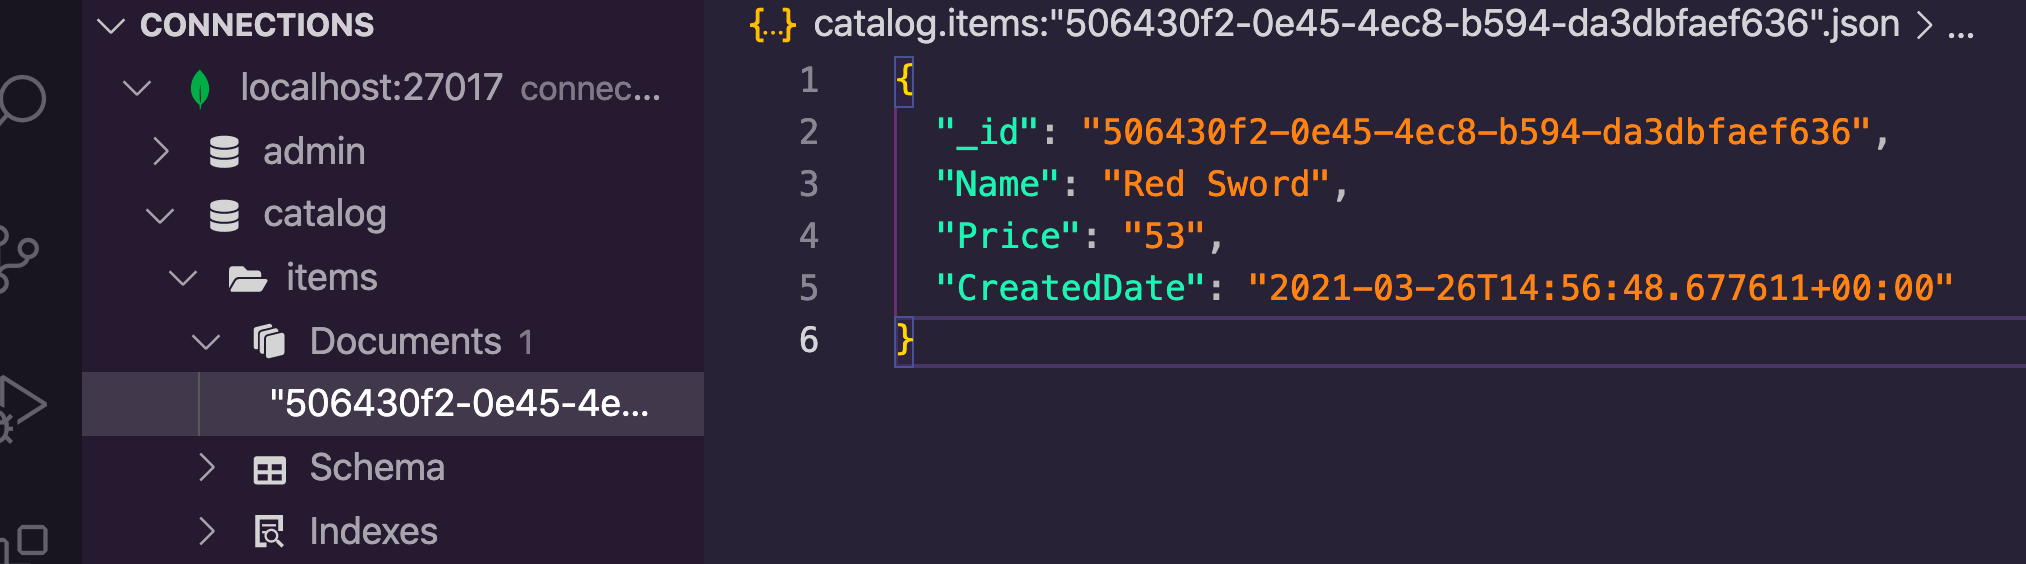 CONNECTIONS
localhost:27017 connec...
admin
catalog
items
Documents 1
"506430f2-0e45-4e...
Schema
Indexes
{...} catalog.items:"506430f2-0e45-4ec8-b594-da3dbfaef636".json > ...
1 {
2 "_id": "506430f2-0e45-4ec8-b594-da3dbfaef636",
3 "Name": "Red Sword",
4 "Price": "53",
5 "CreatedDate": "2021-03-26T14:56:48.677611+00:00"
6 }